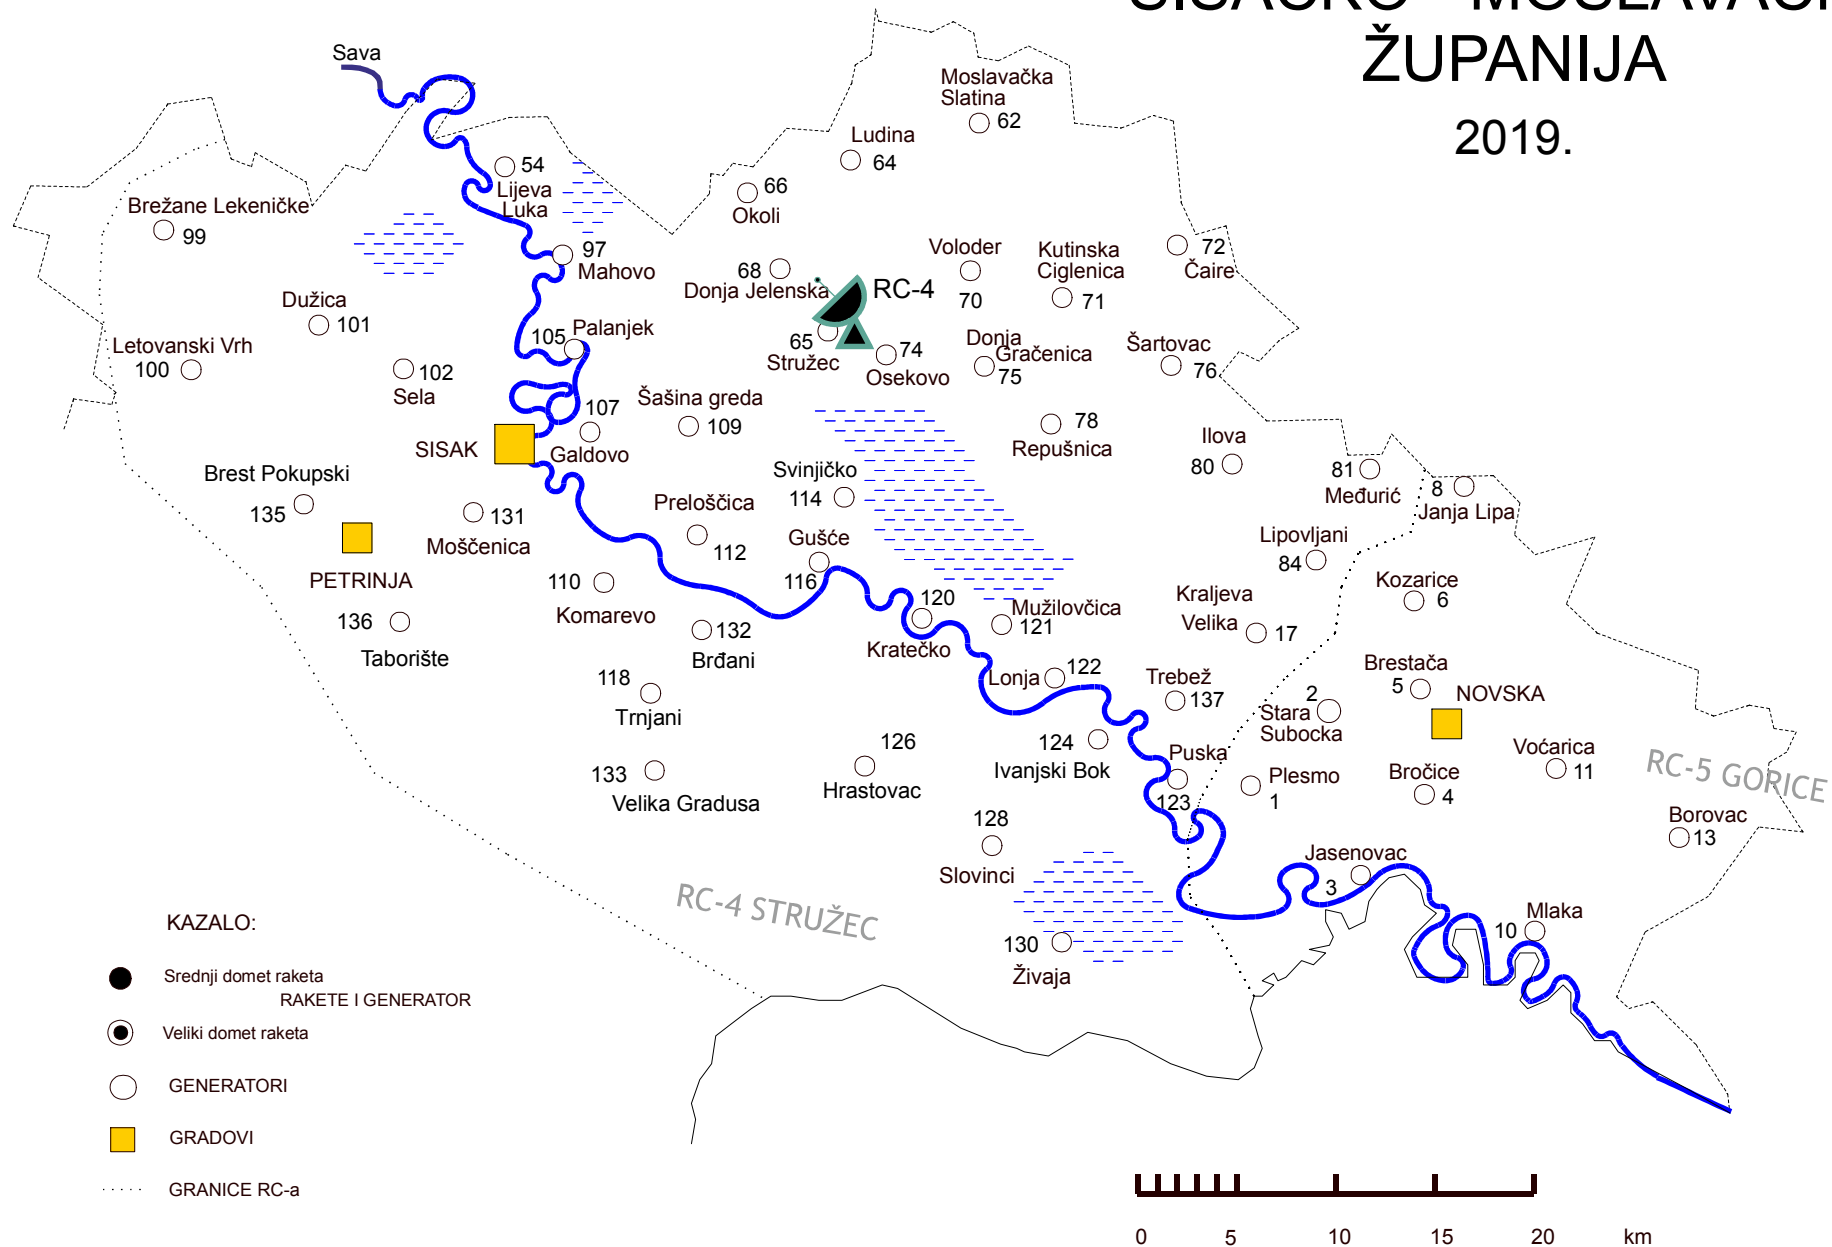 SISAČKO - MOSLAVAČKA
ŽUPANIJA
2019.
Sava
Moslavačka
Slatina
62
Ludina
64
54
Lijeva
Luka
66
Okoli
Brežane Lekeničke
99
97
Mahovo
Voloder
70
Kutinska
Ciglenica
71
72
Čaire
68
Donja Jelenska
RC-4
Dužica
101
105
Palanjek
65
Stružec
74
Osekovo
Donja
Gračenica
75
Šartovac
76
Letovanski Vrh
100
102
Sela
107
Galdovo
Šašina greda
109
78
Repušnica
SISAK
Ilova
80
81
Međurić
8
Janja Lipa
Brest Pokupski
135
131
Moščenica
Svinjičko
114
Preloščica
112
Gušće
116
Lipovljani
84
PETRINJA
110
Komarevo
120
Kratečko
Mužilovčica
121
Kraljeva
Velika
17
Kozarice
6
136
Taborište
132
Brđani
118
Trnjani
Lonja
122
Trebež
137
2
Stara
Subocka
Brestača
5
NOVSKA
126
Hrastovac
124
Ivanjski Bok
Puska
123
Plesmo
1
Bročice
4
Voćarica
11
RC-5 GORICE
133
Velika Gradusa
Borovac
13
128
Slovinci
Jasenovac
3
RC-4 STRUŽEC
Mlaka
10
130
Živaja
KAZALO:
Srednji domet raketa
RAKETE I GENERATOR
Veliki domet raketa
GENERATORI
GRADOVI
GRANICE RC-a
0 5 10 15 20 km